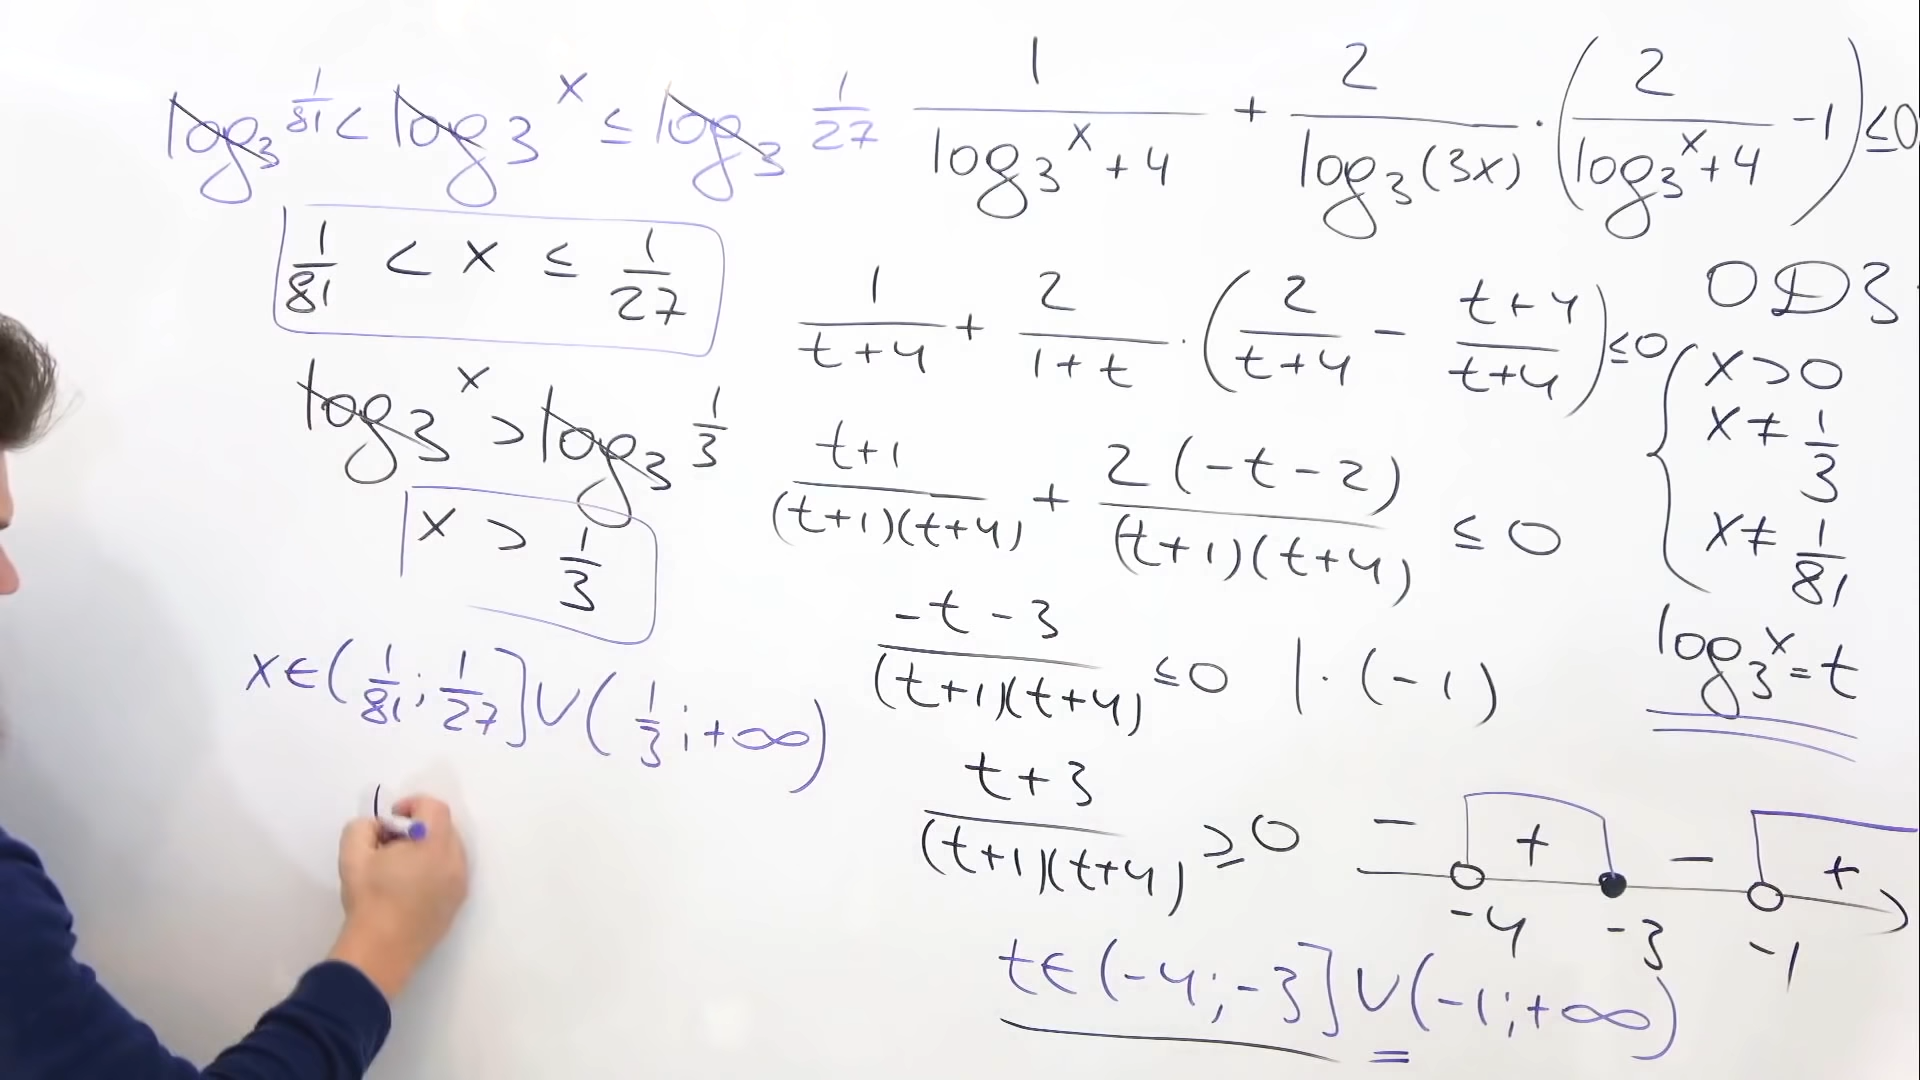 log₃ 1/81 < log₃ x ≤ log₃ 1/27
1/81 < x ≤ 1/27
log₃ x > log₃ 1/3
x > 1/3
x ∈ (1/81; 1/27] ∪ (1/3; +∞)
1/(log₃ x + 4) + 2/(log₃(3x)) · (2/(log₃ x + 4) - 1) ≤ 0
1/(t+4) + 2/(1+t) · (2/(t+4) - (t+4)/(t+4)) ≤ 0
(t+1)/((t+1)(t+4)) + 2(-t-2)/((t+1)(t+4)) ≤ 0
(-t-3)/((t+1)(t+4)) ≤ 0 | · (-1)
(t+3)/((t+1)(t+4)) ≥ 0
- + - +
-4 -3 -1
t ∈ (-4; -3] ∪ (-1; +∞)
ОДЗ
x > 0
x ≠ 1/3
x ≠ 1/81
log₃ x = t